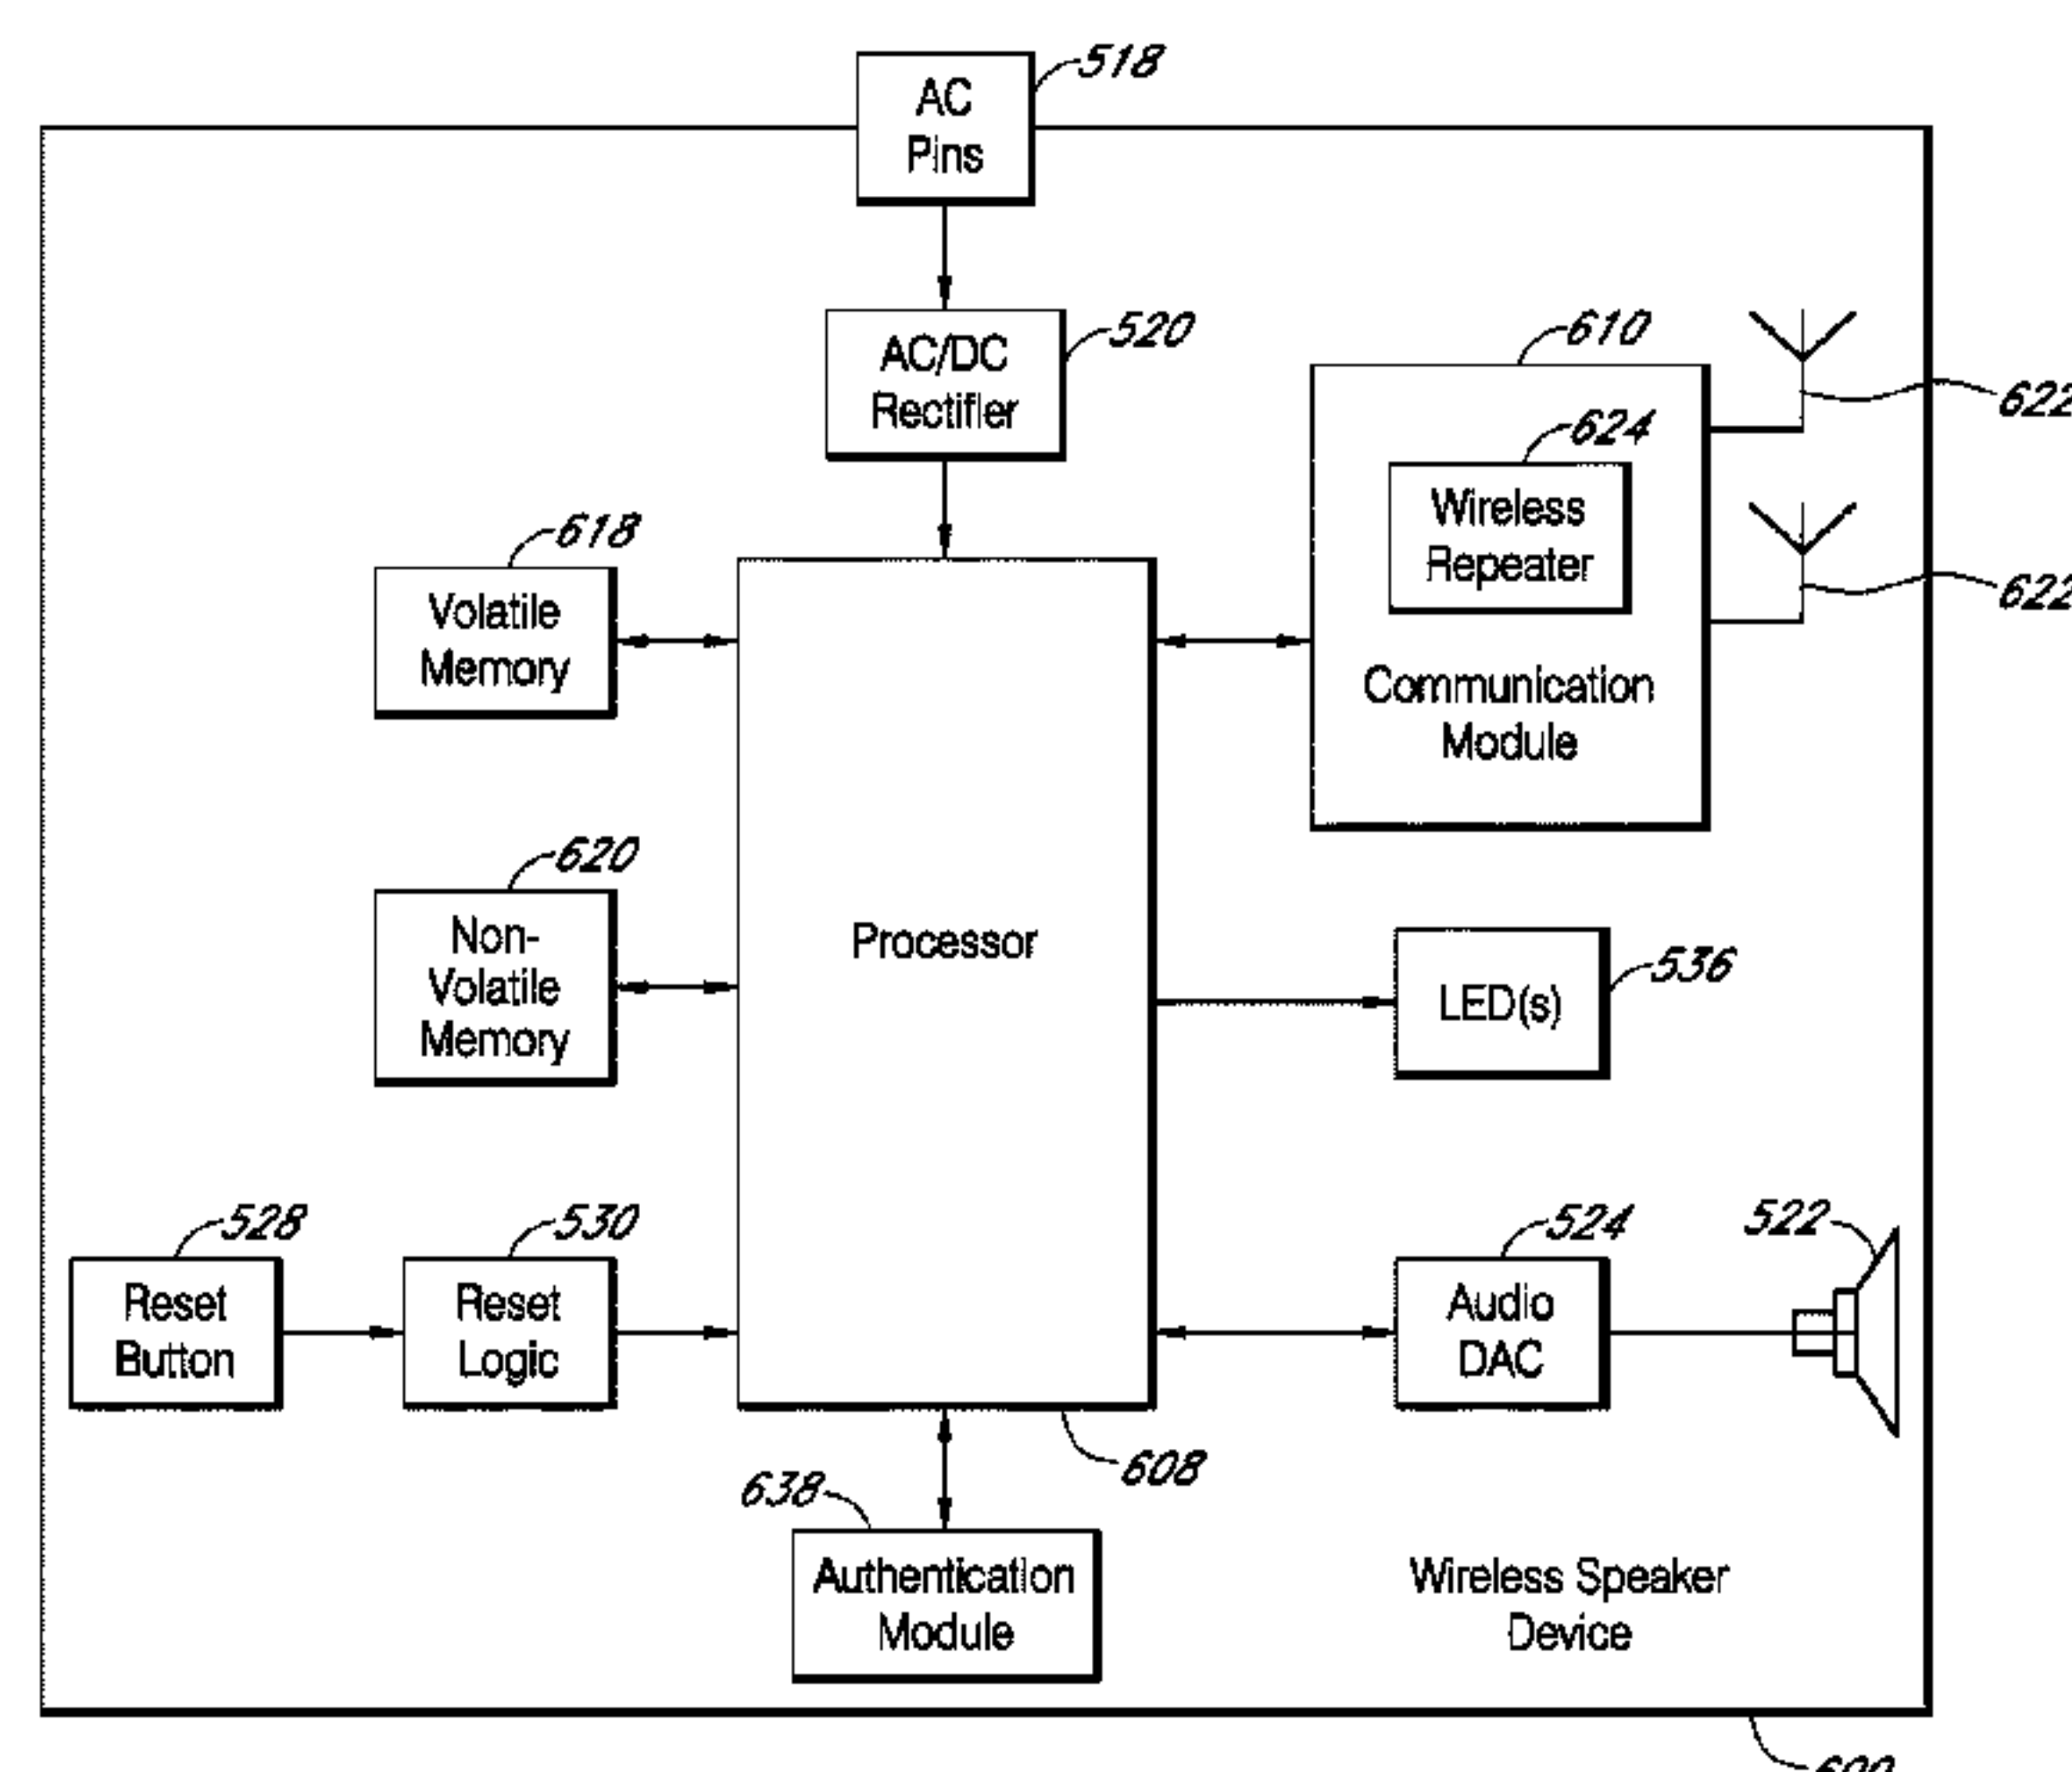 518
AC
Pins
520
AC/DC
Rectifier
610
622
624
Wireless
Repeater
622
Communication
Module
618
Volatile
Memory
620
Non-
Volatile
Memory
Processor
536
LED(s)
528
Reset
Button
530
Reset
Logic
524
Audio
DAC
522
608
638
Authentication
Module
Wireless Speaker
Device